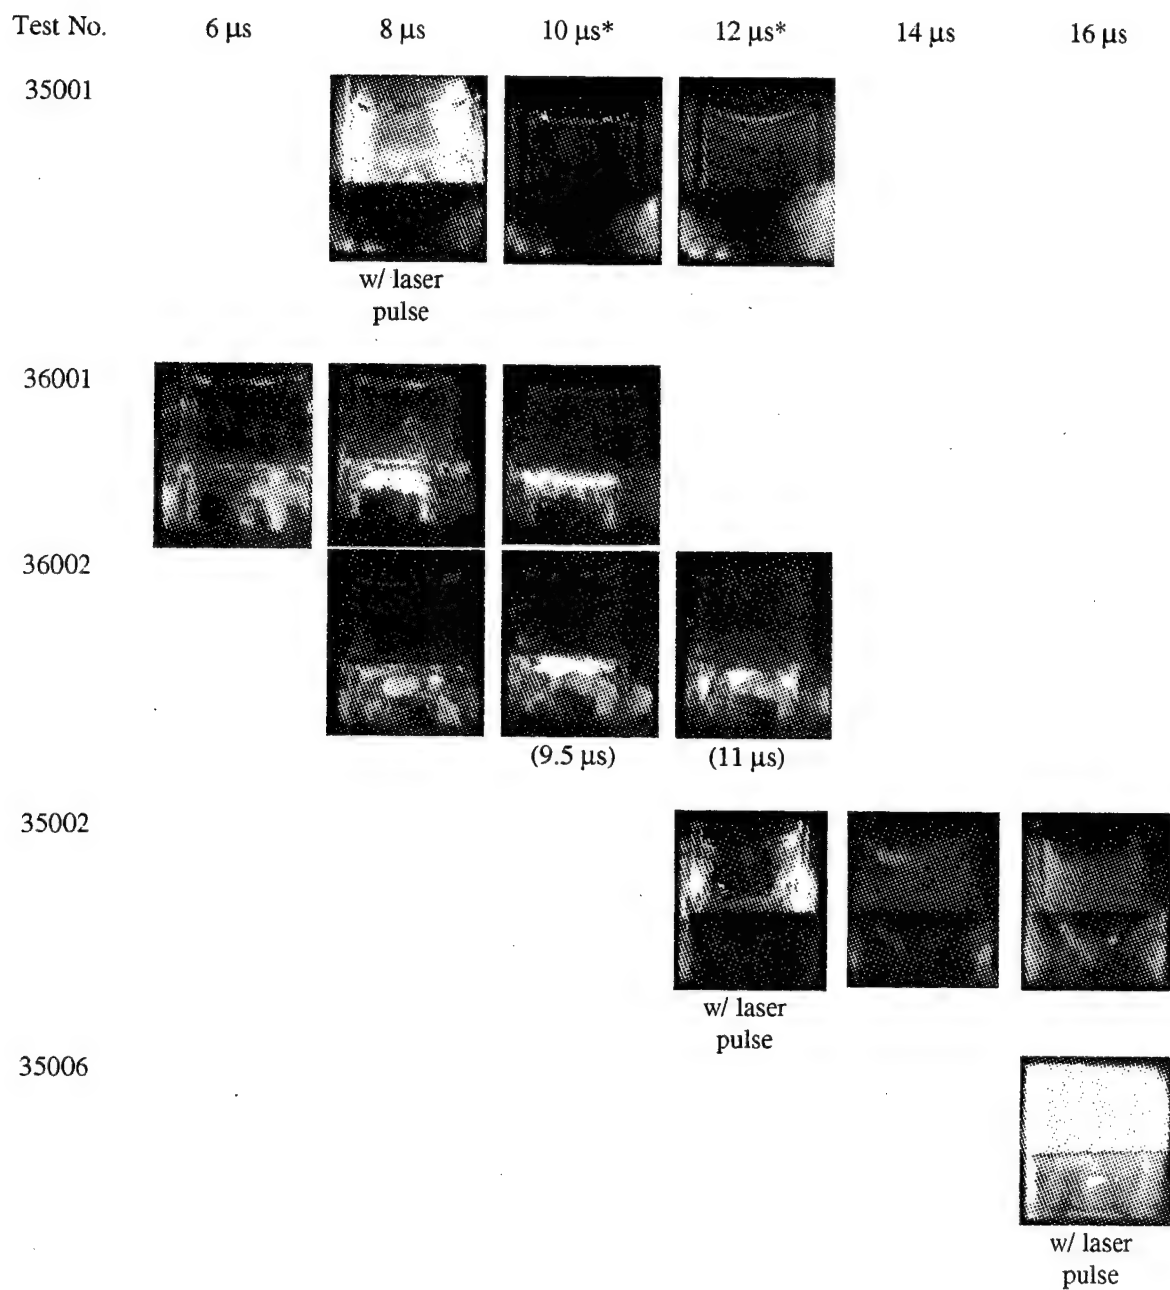 Test No. 6 µs 8 µs 10 µs* 12 µs* 14 µs 16 µs
35001
w/ laser
pulse
36001
36002
(9.5 µs) (11 µs)
35002
w/ laser
pulse
35006
w/ laser
pulse